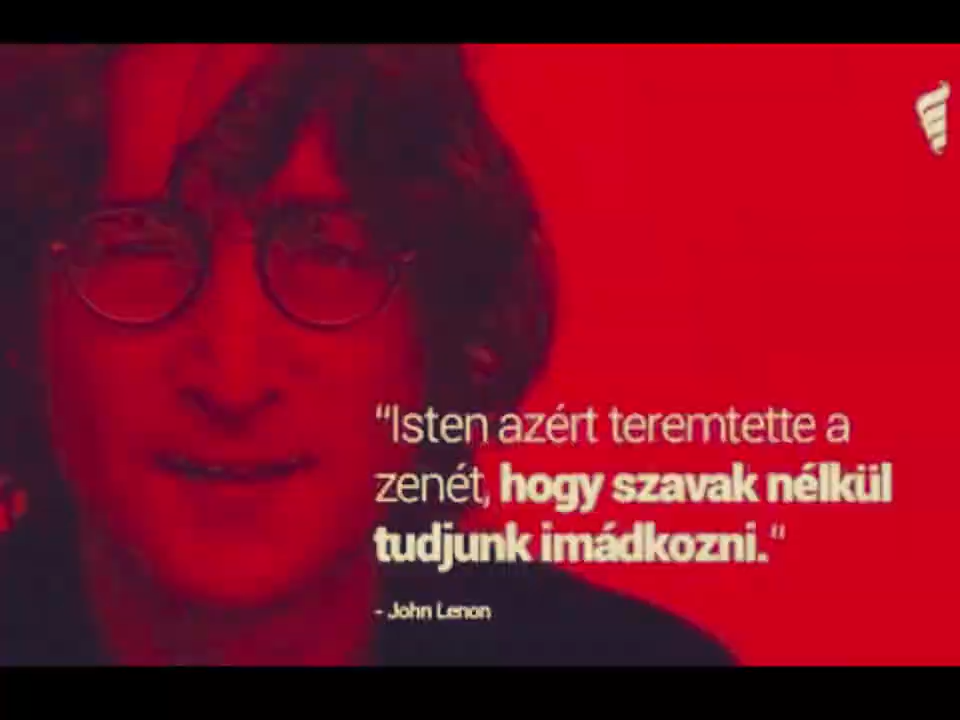 “Isten azért teremtette a
zenét, hogy szavak nélkül
tudjunk imádkozni.“
- John Lenon